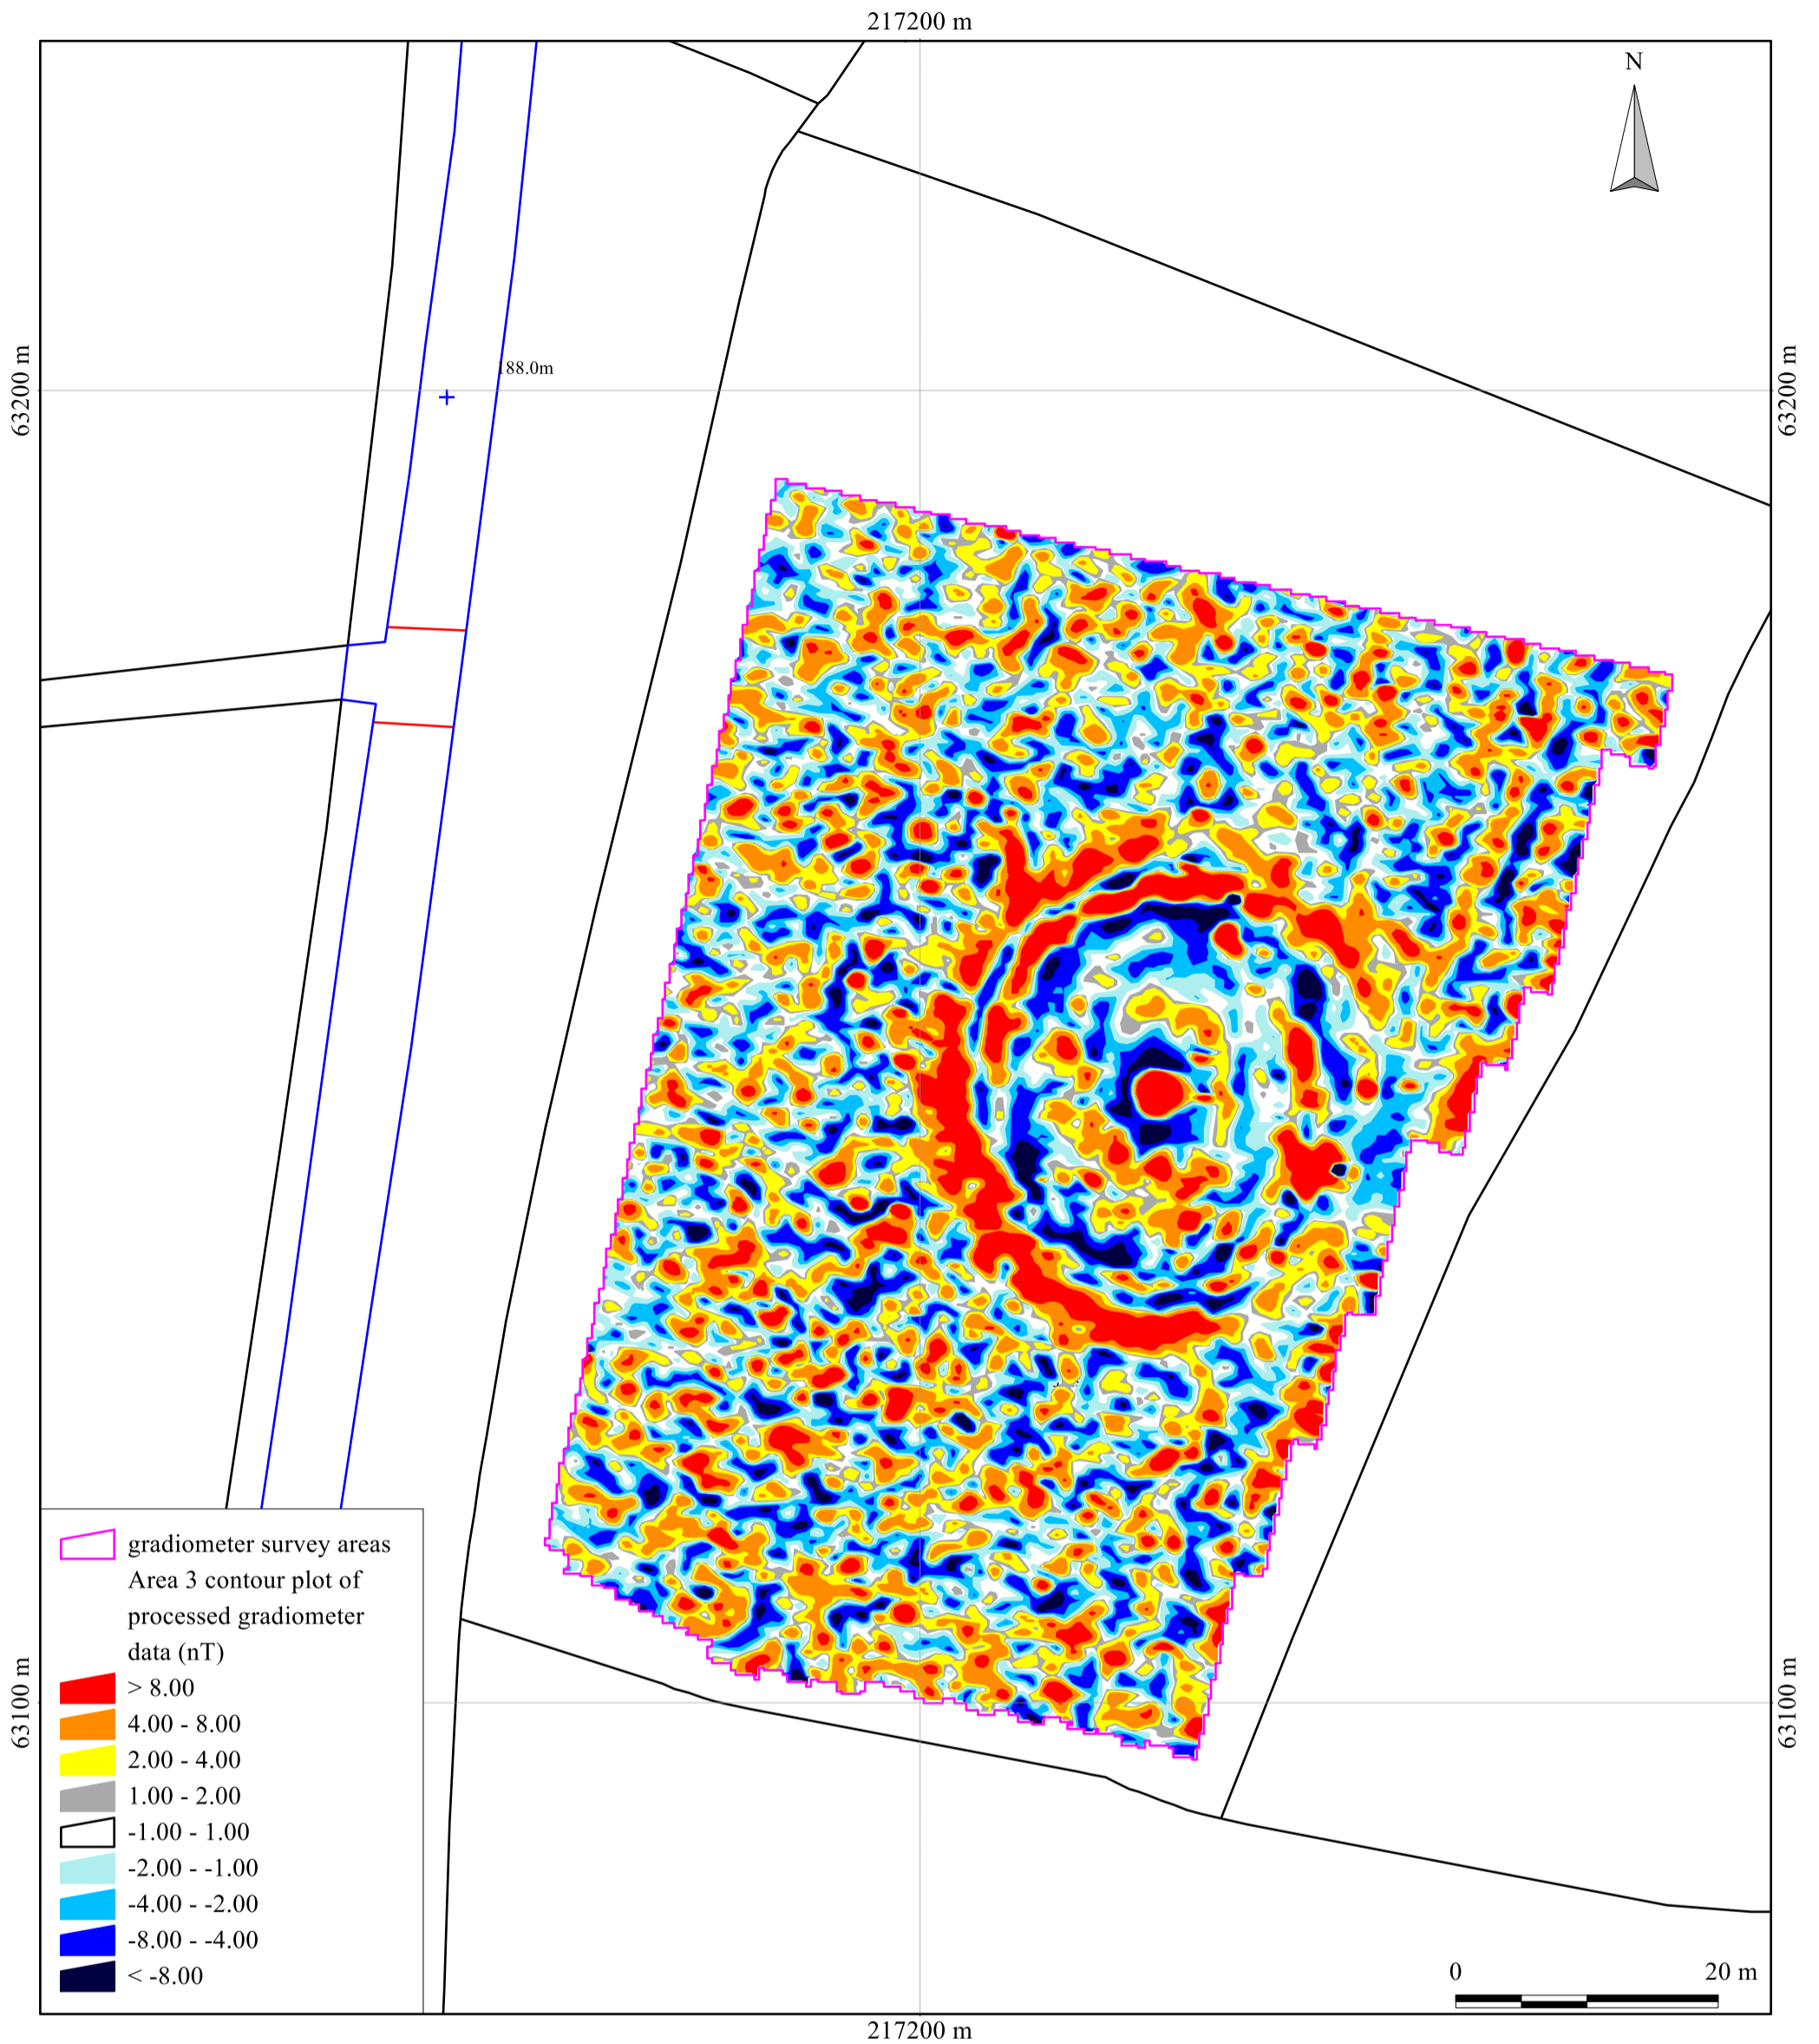 217200 m
N
63200 m
188.0m
63200 m
gradiometer survey areas
Area 3 contour plot of
processed gradiometer
data (nT)
> 8.00
4.00 - 8.00
2.00 - 4.00
1.00 - 2.00
-1.00 - 1.00
-2.00 - -1.00
-4.00 - -2.00
-8.00 - -4.00
< -8.00
63100 m
63100 m
0 20 m
217200 m